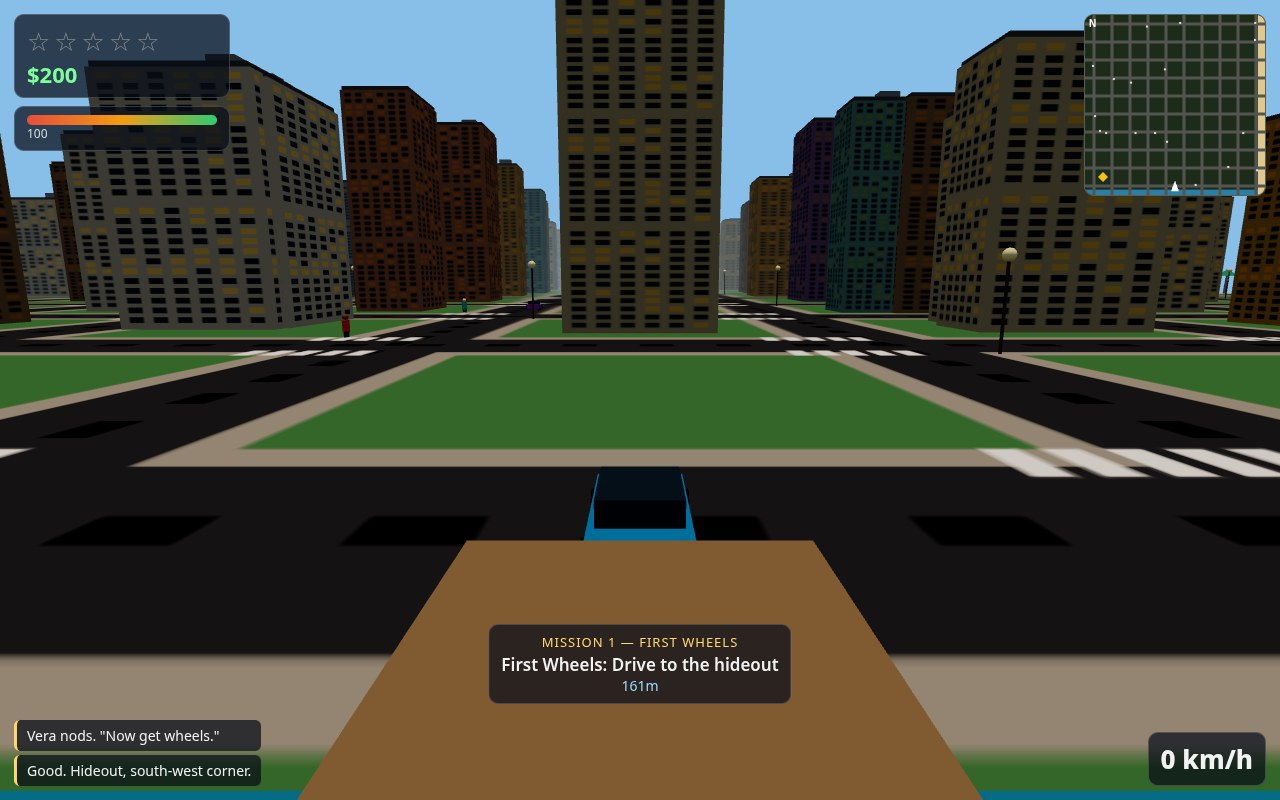 ☆ ☆ ☆ ☆ ☆
$200
100
N
MISSION 1 — FIRST WHEELS
First Wheels: Drive to the hideout
161m
Vera nods. "Now get wheels."
Good. Hideout, south-west corner.
0 km/h